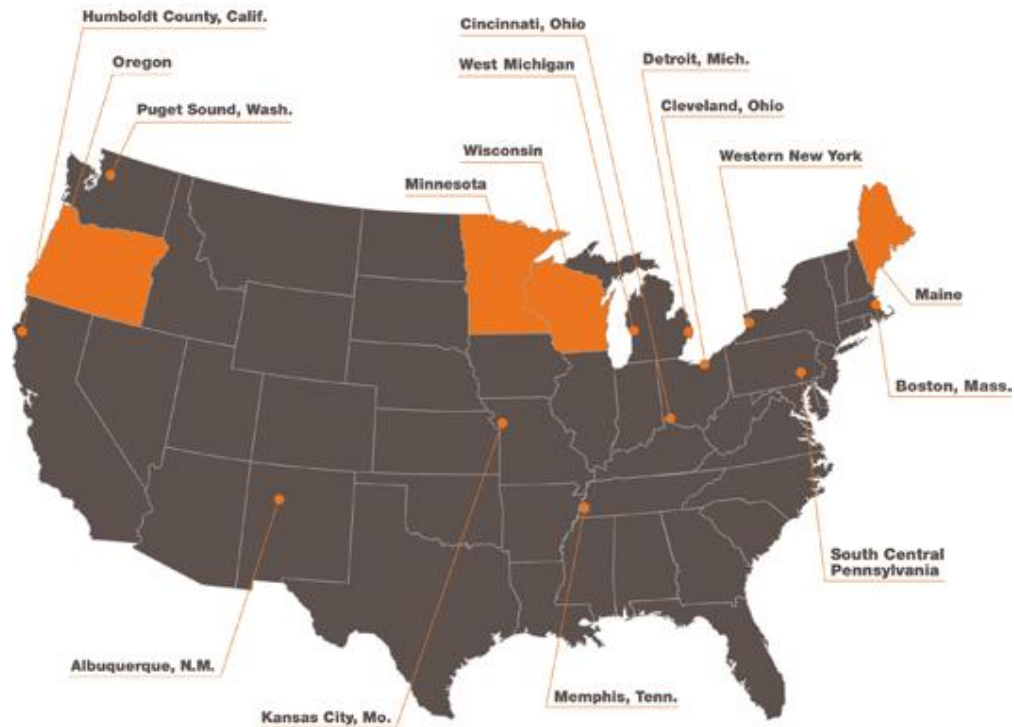 Humboldt County, Calif.
Cincinnati, Ohio
Oregon
West Michigan
Detroit, Mich.
Puget Sound, Wash.
Cleveland, Ohio
Wisconsin
Western New York
Minnesota
Maine
Boston, Mass.
South Central
Pennsylvania
Albuquerque, N.M.
Memphis, Tenn.
Kansas City, Mo.